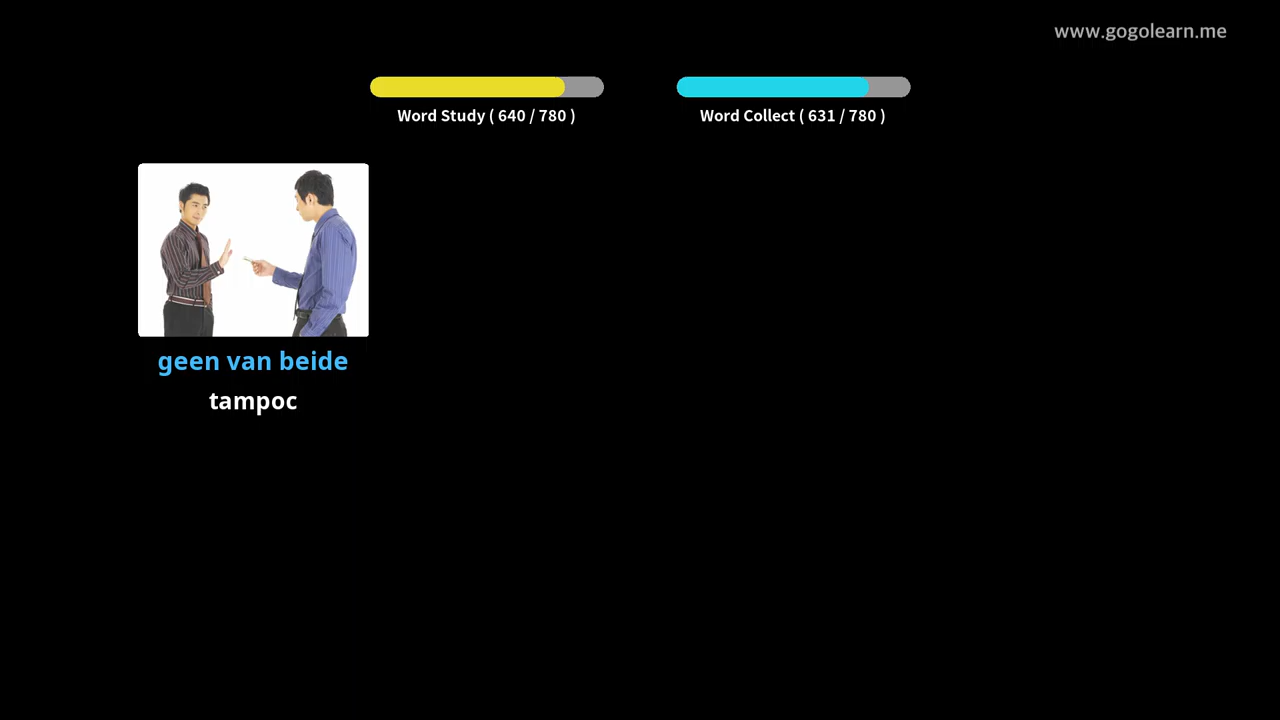 www.gogolearn.me
Word Study ( 640 / 780 )
Word Collect ( 631 / 780 )
geen van beide
tampoc